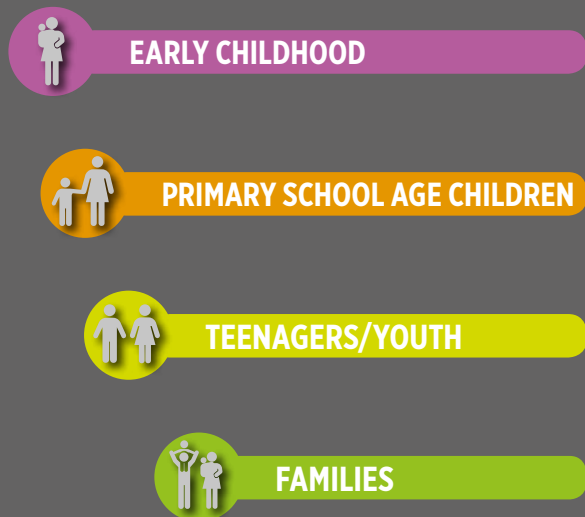 EARLY CHILDHOOD
PRIMARY SCHOOL AGE CHILDREN
TEENAGERS/YOUTH
FAMILIES